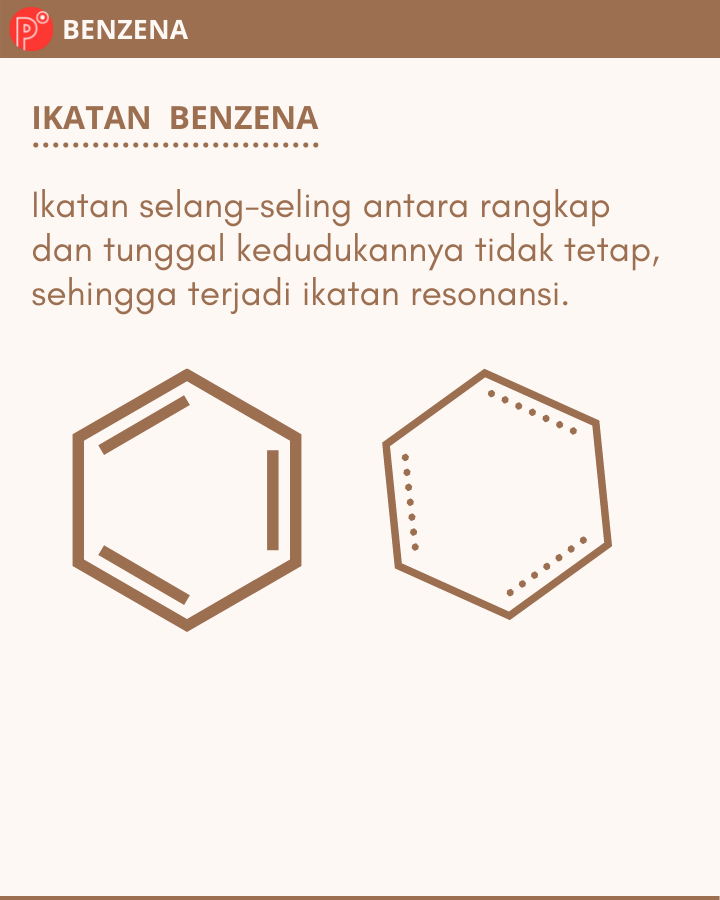 BENZENA
IKATAN BENZENA
Ikatan selang-seling antara rangkap
dan tunggal kedudukannya tidak tetap,
sehingga terjadi ikatan resonansi.